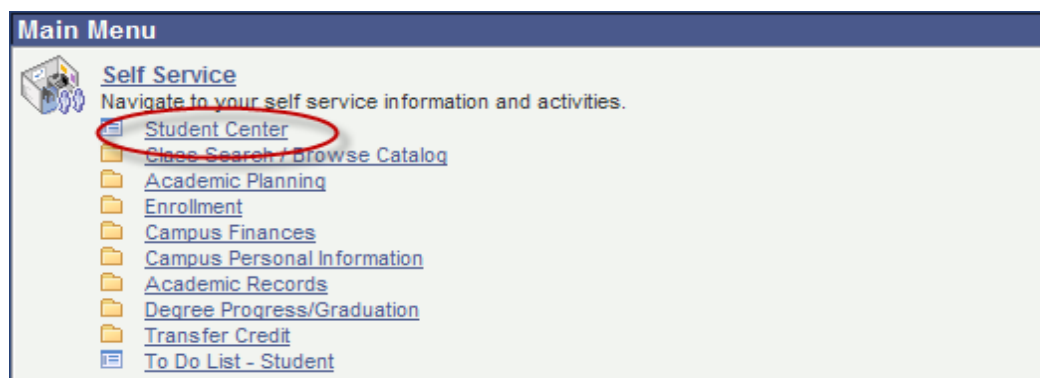 Main Menu
Self Service
Navigate to your self service information and activities.
Student Center
Class Search / Browse Catalog
Academic Planning
Enrollment
Campus Finances
Campus Personal Information
Academic Records
Degree Progress/Graduation
Transfer Credit
To Do List - Student